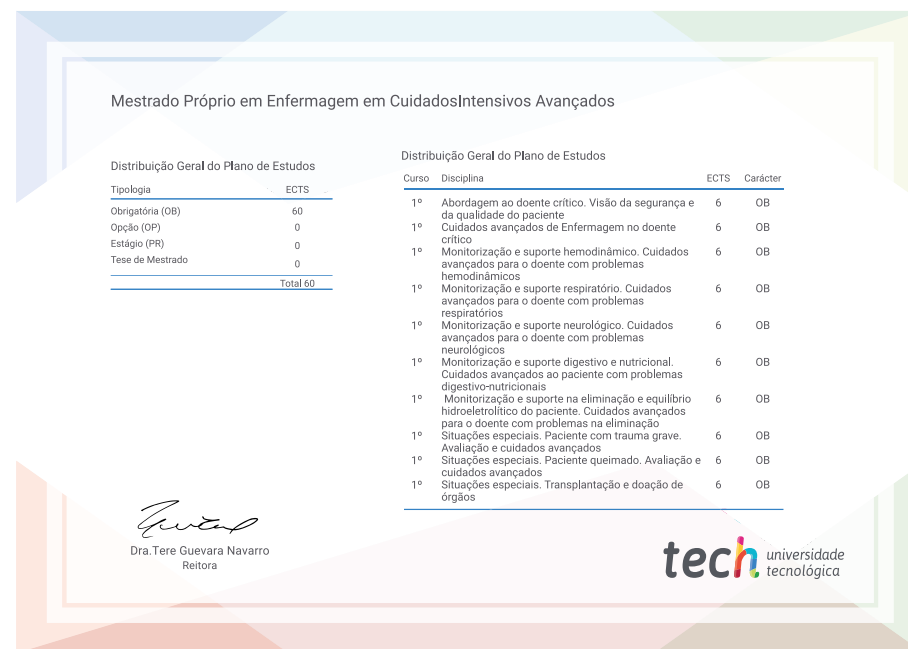 Mestrado Próprio em Enfermagem em CuidadosIntensivos Avançados
Distribuição Geral do Plano de Estudos
Tipologia ECTS
Obrigatória (OB) 60
Opção (OP) 0
Estágio (PR) 0
Tese de Mestrado 0
Total 60
Distribuição Geral do Plano de Estudos
Curso Disciplina ECTS Carácter
1º Abordagem ao doente crítico. Visão da segurança e 6 OB
da qualidade do paciente
1º Cuidados avançados de Enfermagem no doente 6 OB
crítico
1º Monitorização e suporte hemodinâmico. Cuidados 6 OB
avançados para o doente com problemas
hemodinâmicos
1º Monitorização e suporte respiratório. Cuidados 6 OB
avançados para o doente com problemas
respiratórios
1º Monitorização e suporte neurológico. Cuidados 6 OB
avançados para o doente com problemas
neurológicos
1º Monitorização e suporte digestivo e nutricional. 6 OB
Cuidados avançados ao paciente com problemas
digestivo-nutricionais
1º Monitorização e suporte na eliminação e equilíbrio 6 OB
hidroeletrolítico do paciente. Cuidados avançados
para o doente com problemas na eliminação
1º Situações especiais. Paciente com trauma grave. 6 OB
Avaliação e cuidados avançados
1º Situações especiais. Paciente queimado. Avaliação e 6 OB
cuidados avançados
1º Situações especiais. Transplantação e doação de 6 OB
órgãos
Dra.Tere Guevara Navarro
Reitora
tech universidade
tecnológica